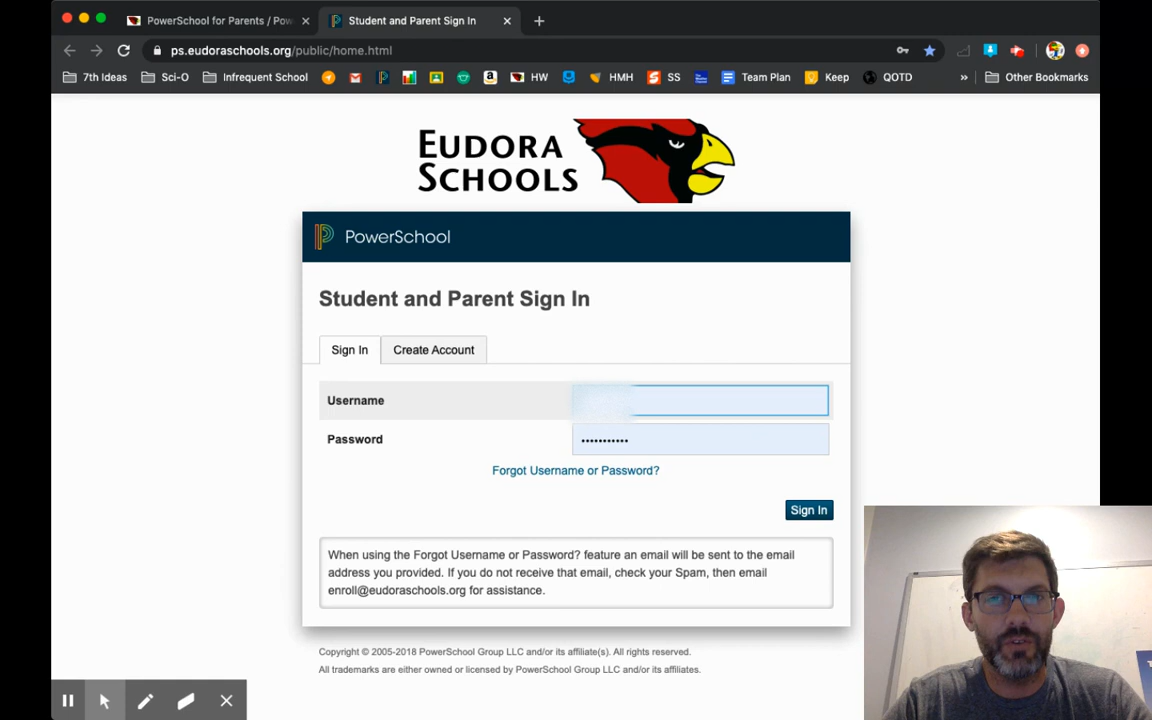 PowerSchool for Parents / Pow
Student and Parent Sign In
ps.eudoraschools.org/public/home.html
7th Ideas Sci-O Infrequent School HW HMH SS Team Plan Keep QOTD » Other Bookmarks
EUDORA
SCHOOLS
PowerSchool
Student and Parent Sign In
Sign In Create Account
Username
Password
Forgot Username or Password?
Sign In
When using the Forgot Username or Password? feature an email will be sent to the email
address you provided. If you do not receive that email, check your Spam, then email
enroll@eudoraschools.org for assistance.
Copyright © 2005-2018 PowerSchool Group LLC and/or its affiliate(s). All rights reserved.
All trademarks are either owned or licensed by PowerSchool Group LLC and/or its affiliates.